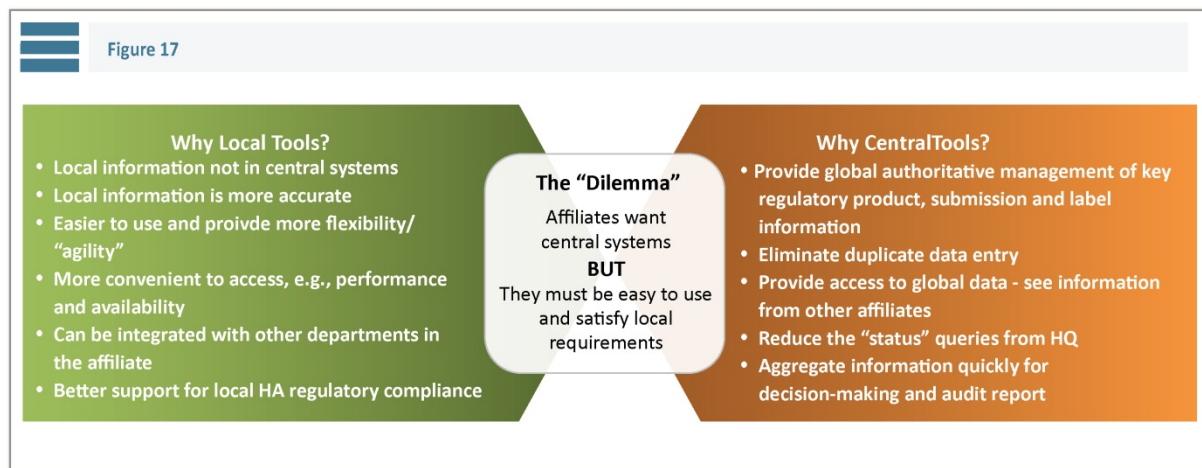 Figure 17
Why Local Tools?
• Local information not in central systems
• Local information is more accurate
• Easier to use and proivde more flexibility/
“agility”
• More convenient to access, e.g., performance
and availability
• Can be integrated with other departments in
the affiliate
• Better support for local HA regulatory compliance
The “Dilemma”
Affiliates want
central systems
BUT
They must be easy to use
and satisfy local
requirements
Why CentralTools?
• Provide global authoritative management of key
regulatory product, submission and label
information
• Eliminate duplicate data entry
• Provide access to global data - see information
from other affiliates
• Reduce the “status” queries from HQ
• Aggregate information quickly for
decision-making and audit report